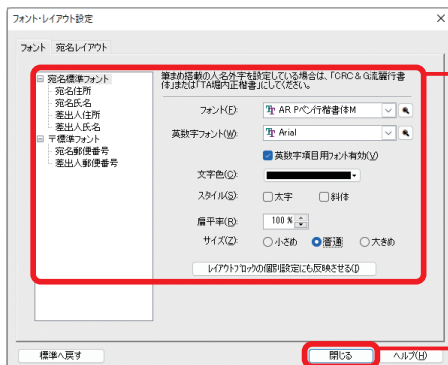 フォント・レイアウト設定
フォント 宛名レイアウト
宛名標準フォント
宛名住所
宛名氏名
差出人住所
差出人氏名
〒標準フォント
宛名郵便番号
差出人郵便番号
筆まめ搭載の人名外字を設定している場合は、「CRC&G流麗行書
体」または「TA堀内正楷書」にしてください。
フォント(F): AR Pペン行楷書体M
英数字フォント(W): Arial
英数字項目用フォント有効(V)
文字色(C):
スタイル(S): 太字 斜体
扁平率(R): 100 %
サイズ(Z): 小さめ 普通 大きめ
レイアウトブロックの個別設定にも反映させる(I)
標準へ戻す 閉じる ヘルプ(H)